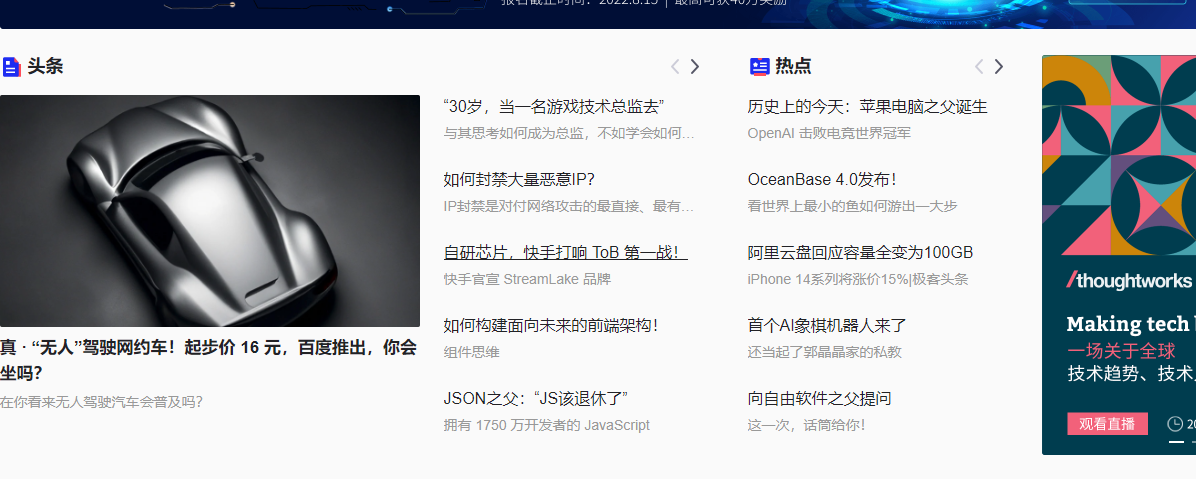 报名截止时间：2022.8.15 | 最高可获40万奖励
头条
真 · “无人”驾驶网约车！起步价 16 元，百度推出，你会
坐吗？
在你看来无人驾驶汽车会普及吗？
“30岁，当一名游戏技术总监去”
与其思考如何成为总监，不如学会如何…
如何封禁大量恶意IP？
IP封禁是对付网络攻击的最直接、最有…
自研芯片，快手打响 ToB 第一战！
快手官宣 StreamLake 品牌
如何构建面向未来的前端架构！
组件思维
JSON之父：“JS该退休了”
拥有 1750 万开发者的 JavaScript
热点
历史上的今天：苹果电脑之父诞生
OpenAI 击败电竞世界冠军
OceanBase 4.0发布！
看世界上最小的鱼如何游出一大步
阿里云盘回应容量全变为100GB
iPhone 14系列将涨价15%|极客头条
首个AI象棋机器人来了
还当起了郭晶晶家的私教
向自由软件之父提问
这一次，话筒给你！
/thoughtworks
Making tech
一场关于全球
技术趋势、技术
观看直播
20